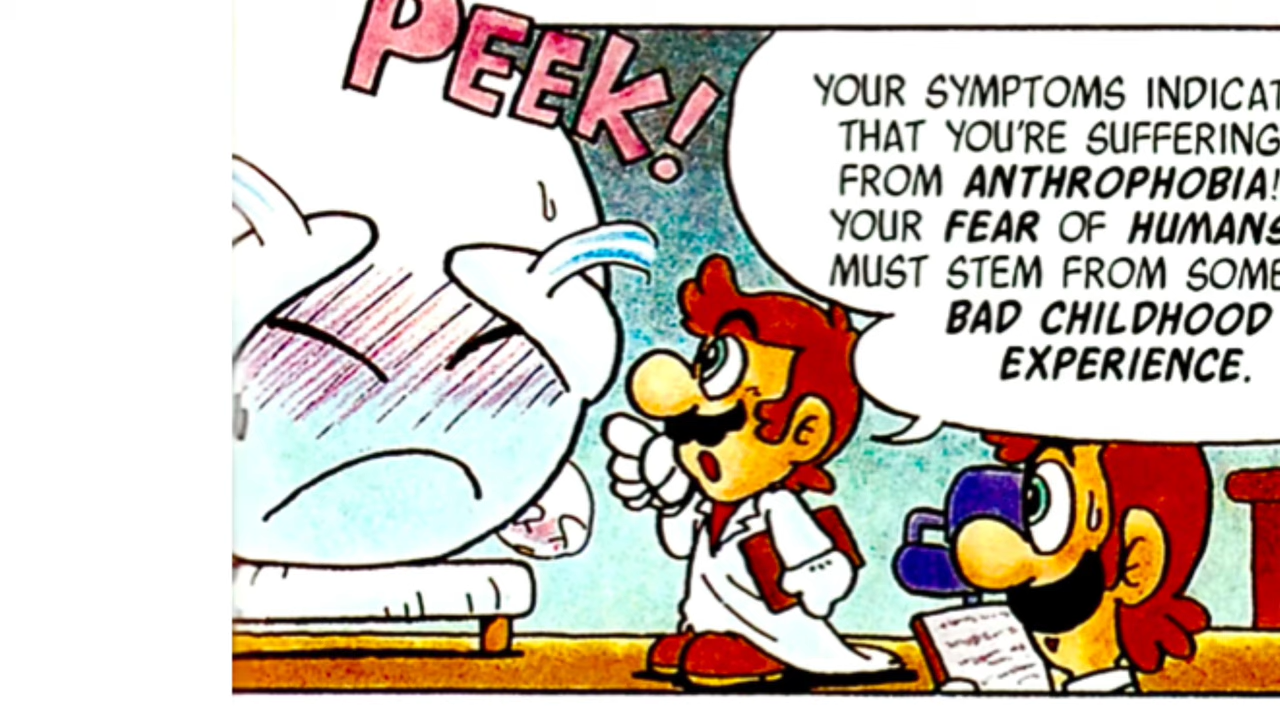 PEEK!
YOUR SYMPTOMS INDICAT
THAT YOU'RE SUFFERING
FROM ANTHROPHOBIA!
YOUR FEAR OF HUMANS
MUST STEM FROM SOME
BAD CHILDHOOD
EXPERIENCE.